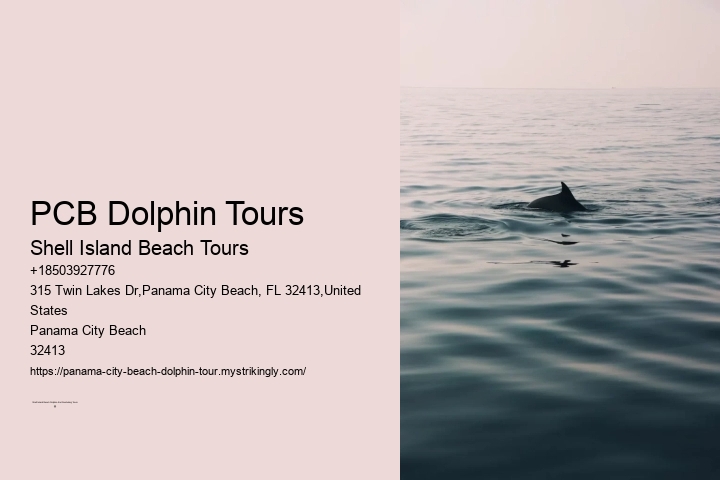 PCB Dolphin Tours
Shell Island Beach Tours
+18503927776
315 Twin Lakes Dr,Panama City Beach, FL 32413,United
States
Panama City Beach
32413
https://panama-city-beach-dolphin-tour.mystrikingly.com/